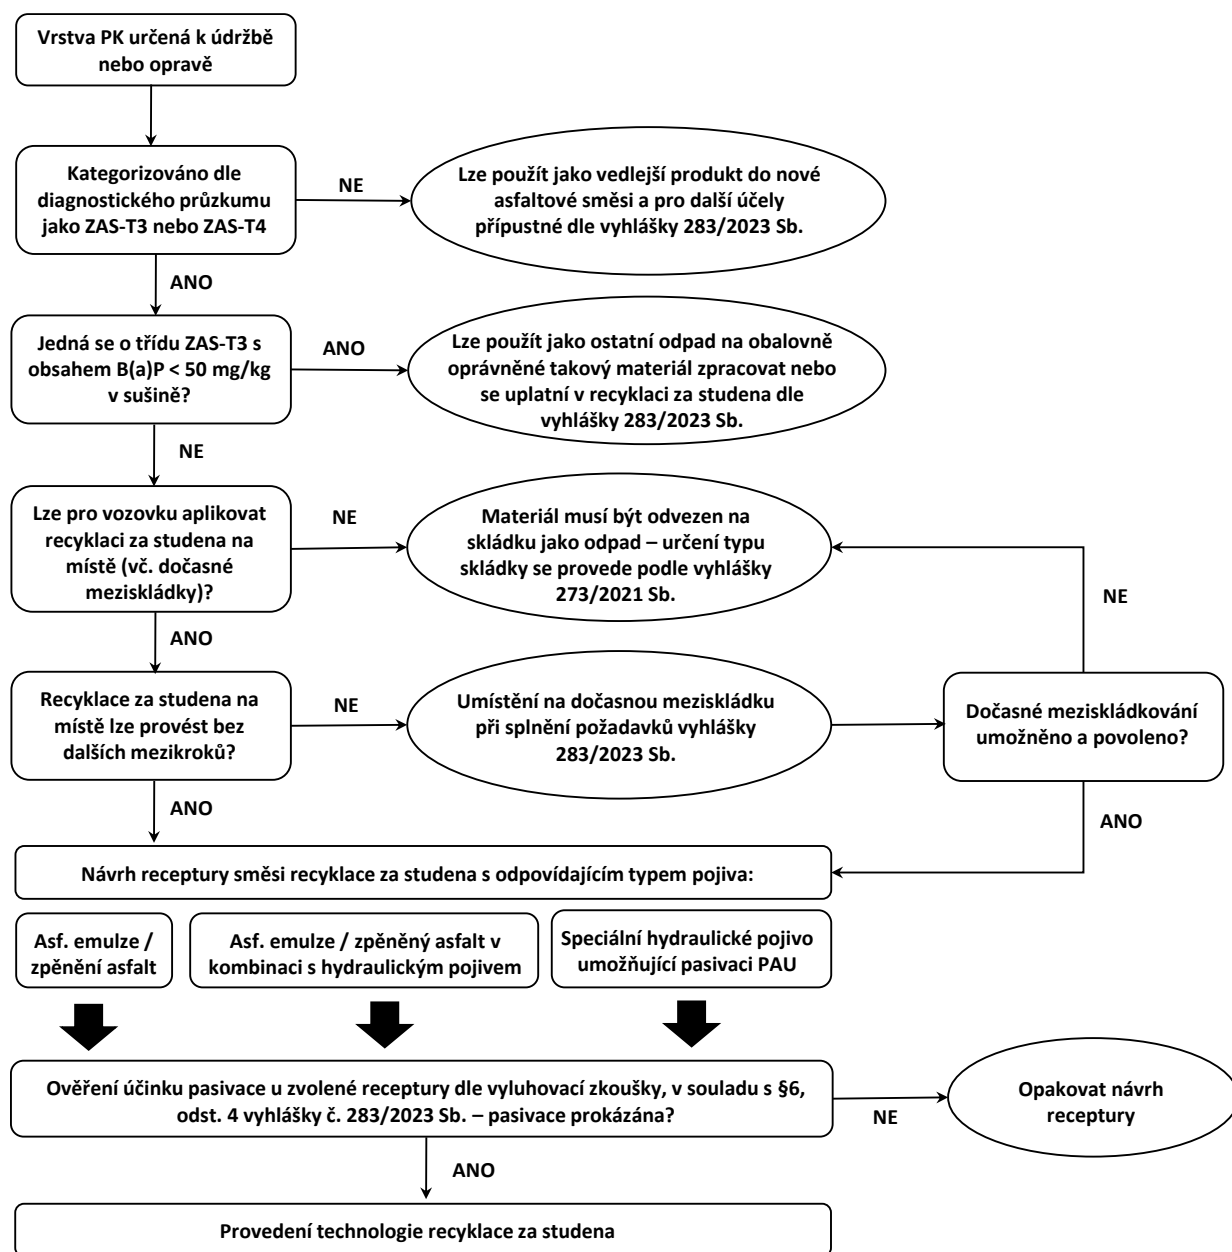 Vrstva PK určená k údržbě
nebo opravě
Kategorizováno dle
diagnostického průzkumu
jako ZAS-T3 nebo ZAS-T4
NE
Lze použít jako vedlejší produkt do nové
asfaltové směsi a pro další účely
přípustné dle vyhlášky 283/2023 Sb.
ANO
Jedná se o třídu ZAS-T3 s
obsahem B(a)P < 50 mg/kg
v sušině?
ANO
Lze použít jako ostatní odpad na obalovně
oprávněné takový materiál zpracovat nebo
se uplatní v recyklaci za studena dle
vyhlášky 283/2023 Sb.
NE
Lze pro vozovku aplikovat
recyklaci za studena na
místě (vč. dočasné
meziskládky)?
NE
Materiál musí být odvezen na
skládku jako odpad – určení typu
skládky se provede podle vyhlášky
273/2021 Sb.
NE
ANO
Recyklace za studena na
místě lze provést bez
dalších mezikroků?
NE
Umístění na dočasnou meziskládku
při splnění požadavků vyhlášky
283/2023 Sb.
Dočasné meziskládkování
umožněno a povoleno?
ANO
ANO
Návrh receptury směsi recyklace za studena s odpovídajícím typem pojiva:
Asf. emulze /
zpěnění asfalt
Asf. emulze / zpěněný asfalt v
kombinaci s hydraulickým pojivem
Speciální hydraulické pojivo
umožňující pasivaci PAU
Ověření účinku pasivace u zvolené receptury dle vyluhovací zkoušky, v souladu s §6,
odst. 4 vyhlášky č. 283/2023 Sb. – pasivace prokázána?
NE
Opakovat návrh
receptury
ANO
Provedení technologie recyklace za studena